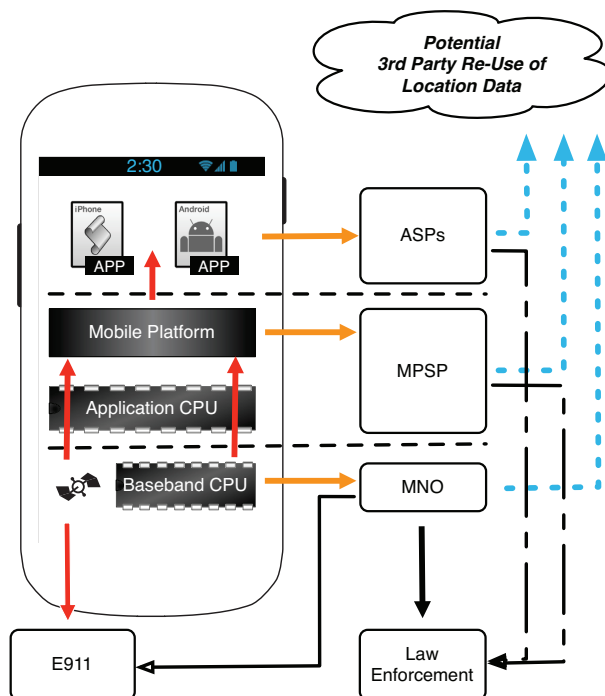 Potential
3rd Party Re-Use of
Location Data
2:30
iPhone
APP
Android
APP
ASPs
Mobile Platform
MPSP
Application CPU
Baseband CPU
MNO
E911
Law
Enforcement